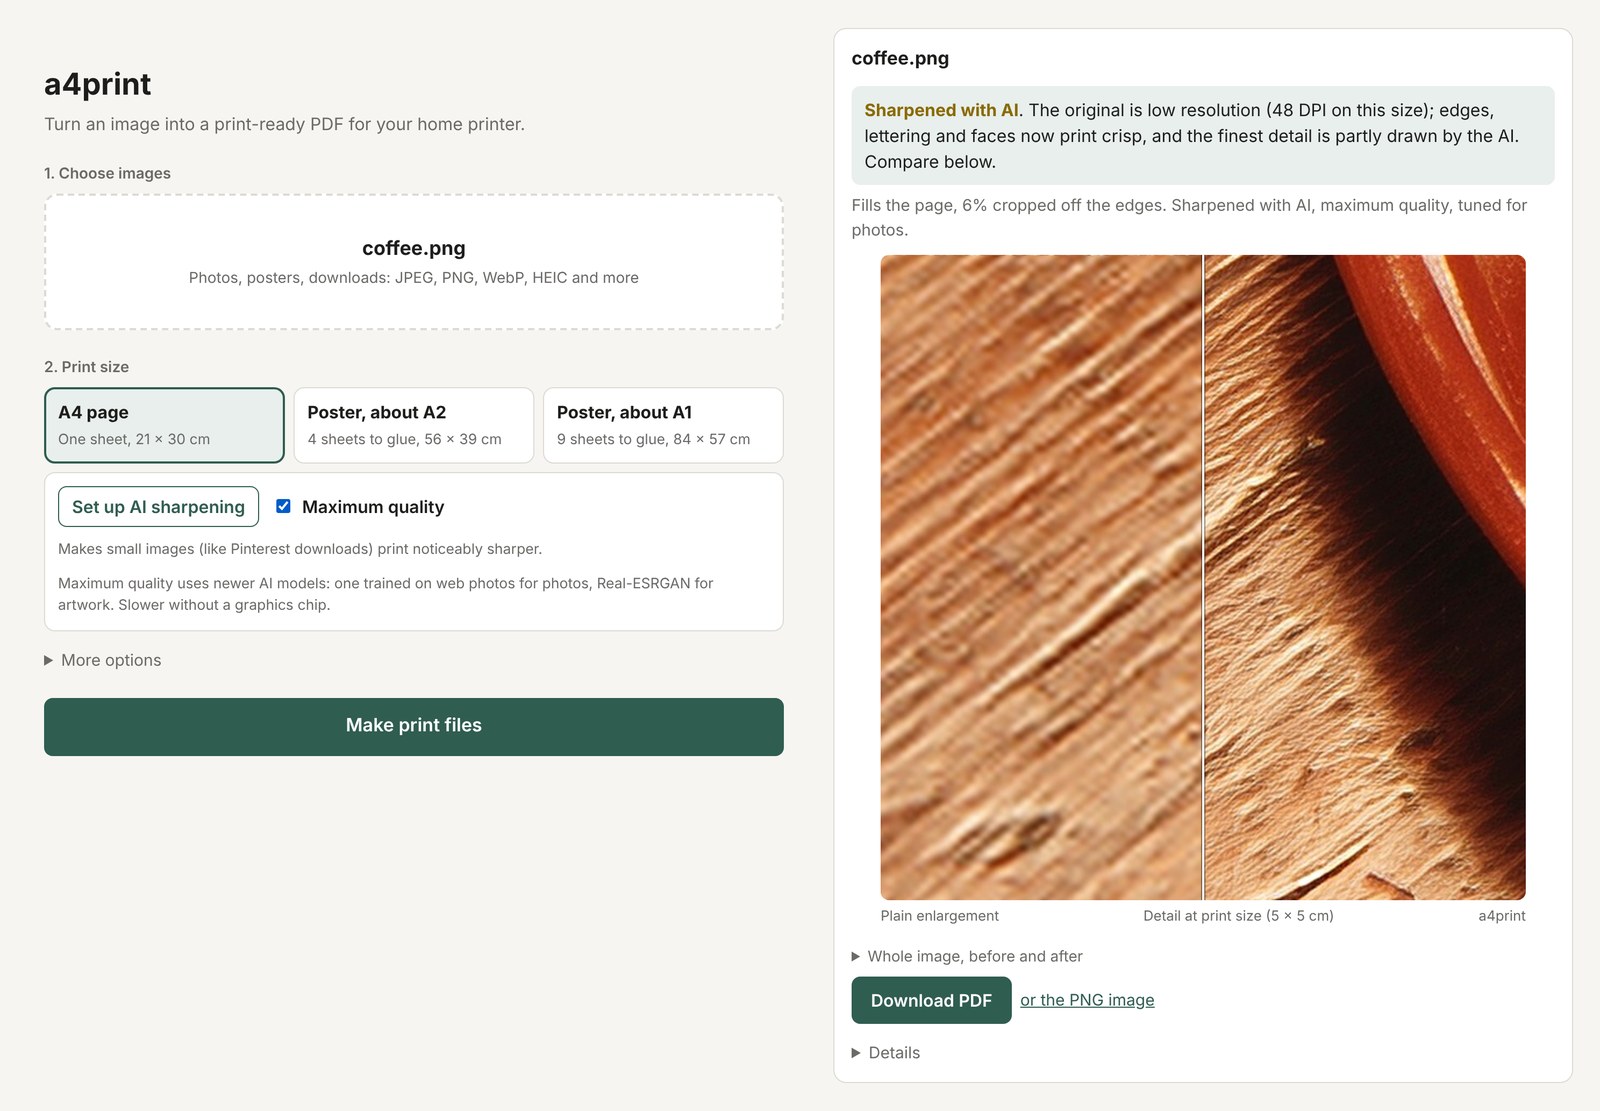 a4print
Turn an image into a print-ready PDF for your home printer.
1. Choose images
coffee.png
Photos, posters, downloads: JPEG, PNG, WebP, HEIC and more
2. Print size
A4 page
One sheet, 21 × 30 cm
Poster, about A2
4 sheets to glue, 56 × 39 cm
Poster, about A1
9 sheets to glue, 84 × 57 cm
Set up AI sharpening
Maximum quality
Makes small images (like Pinterest downloads) print noticeably sharper.
Maximum quality uses newer AI models: one trained on web photos for photos, Real-ESRGAN for
artwork. Slower without a graphics chip.
More options
Make print files
coffee.png
Sharpened with AI. The original is low resolution (48 DPI on this size); edges,
lettering and faces now print crisp, and the finest detail is partly drawn by the AI.
Compare below.
Fills the page, 6% cropped off the edges. Sharpened with AI, maximum quality, tuned for
photos.
Plain enlargement
Detail at print size (5 × 5 cm)
a4print
Whole image, before and after
Download PDF
or the PNG image
Details